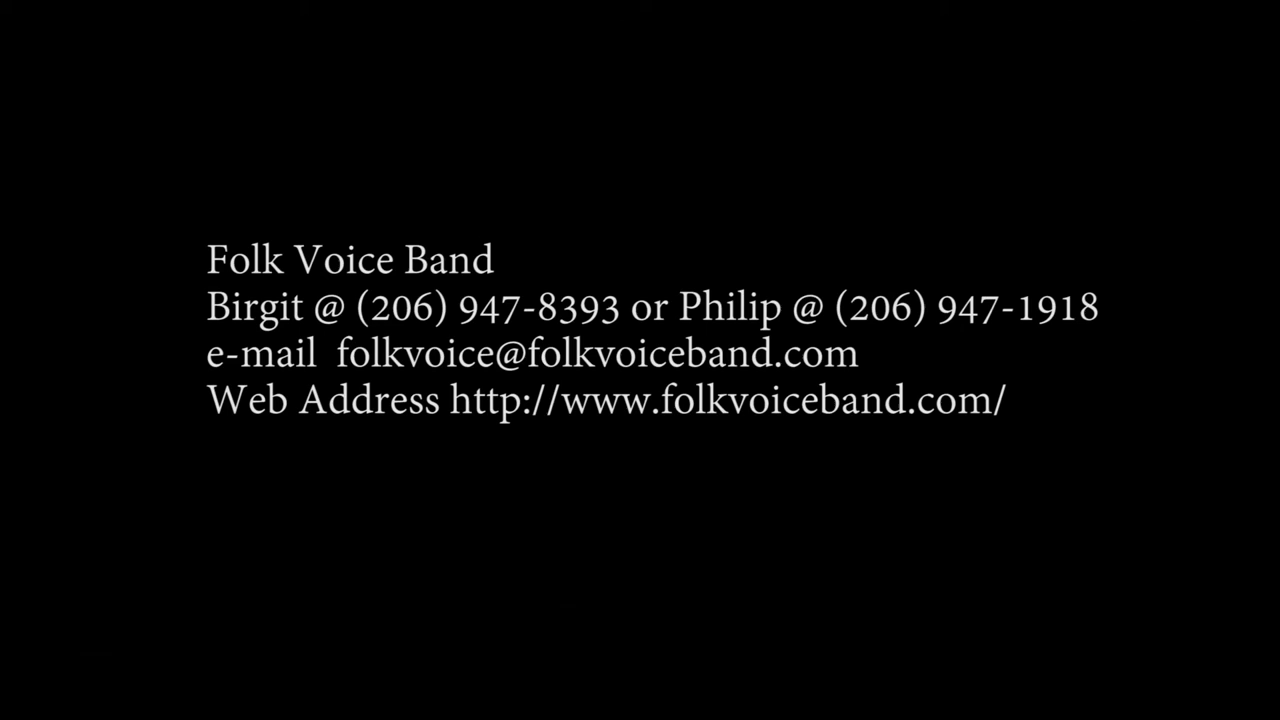 Folk Voice Band
Birgit @ (206) 947-8393 or Philip @ (206) 947-1918
e-mail  folkvoice@folkvoiceband.com
Web Address http://www.folkvoiceband.com/